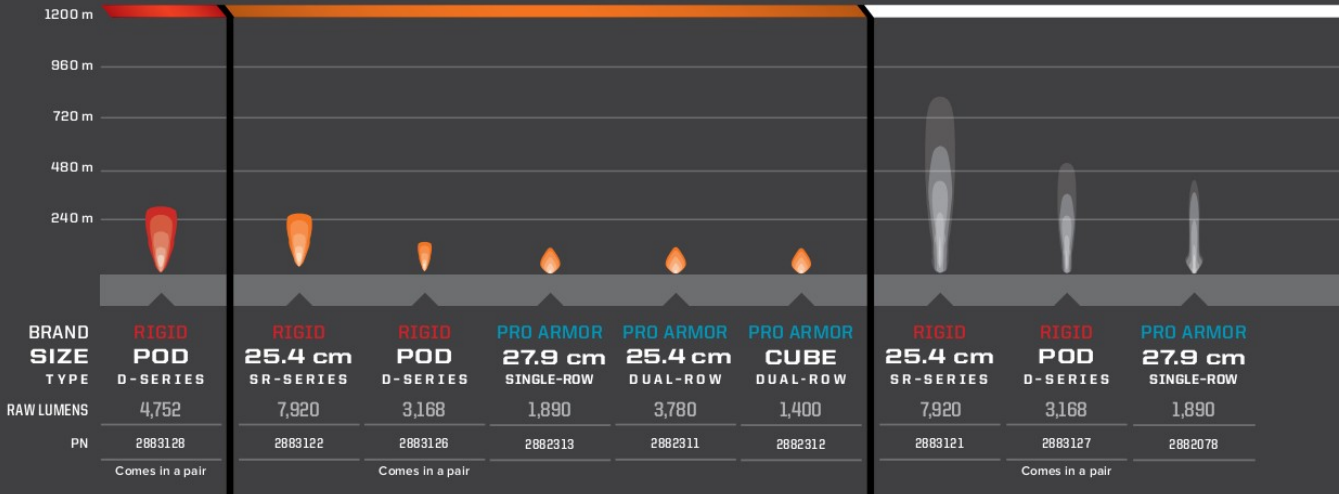 1200 m
960 m
720 m
480 m
240 m
BRAND RIGID RIGID RIGID PRO ARMOR PRO ARMOR PRO ARMOR RIGID RIGID PRO ARMOR
SIZE POD 25.4 cm POD 27.9 cm 25.4 cm CUBE 25.4 cm POD 27.9 cm
TYPE D-SERIES SR-SERIES D-SERIES SINGLE-ROW DUAL-ROW DUAL-ROW SR-SERIES D-SERIES SINGLE-ROW
RAW LUMENS 4,752 7,920 3,168 1,890 3,780 1,400 7,920 3,168 1,890
PN 2883128 2883122 2883126 2882313 2882311 2882312 2883121 2883127 2882078
Comes in a pair Comes in a pair Comes in a pair